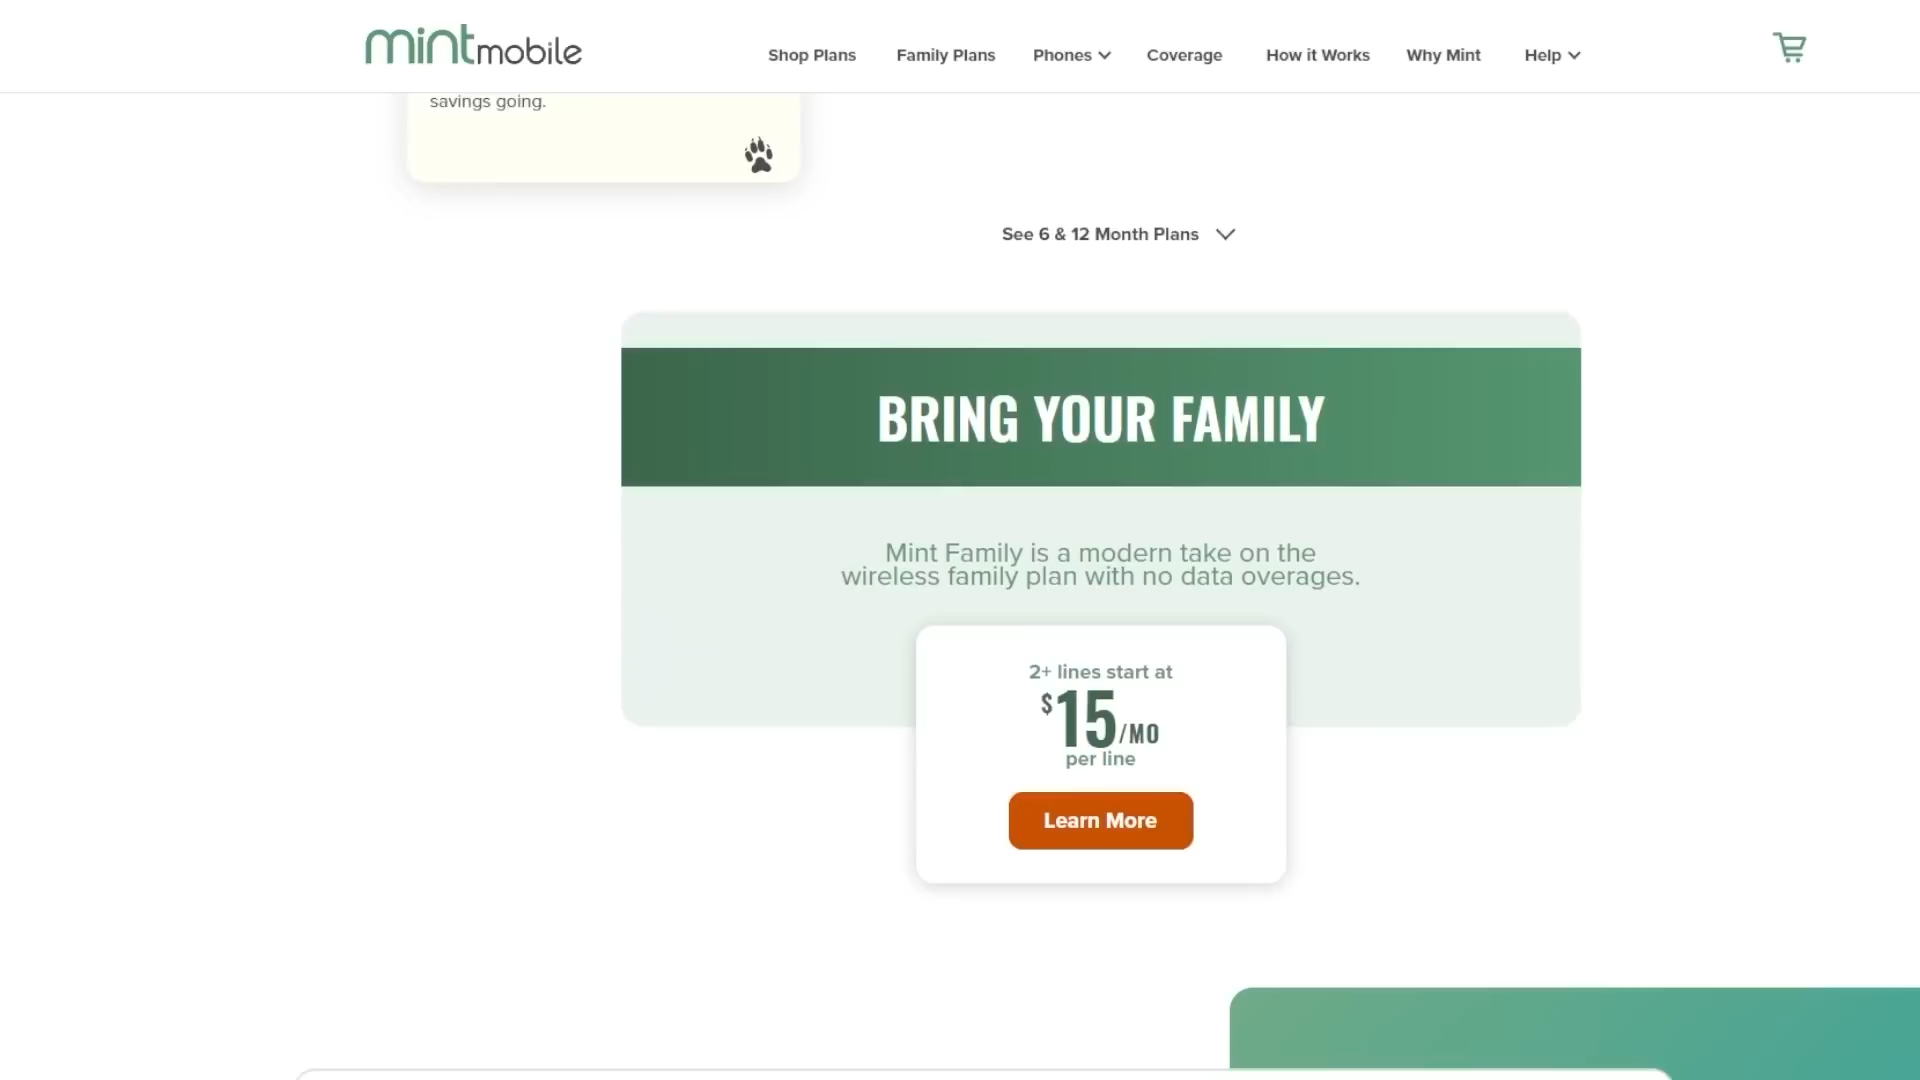 mintmobile
Shop Plans Family Plans Phones Coverage How it Works Why Mint Help
savings going.
See 6 & 12 Month Plans
BRING YOUR FAMILY
Mint Family is a modern take on the
wireless family plan with no data overages.
2+ lines start at
$15/MO
per line
Learn More